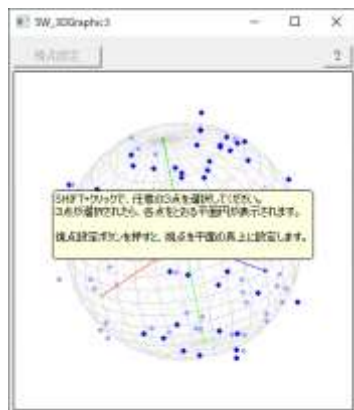 SW_3DGraphic:3
視点設定
?
SHIFT+クリックで、任意の3点を選択してください。
3点が選択されたら、各点をとおる平面円が表示されます。
視点設定ボタンを押すと、視点を平面の真上に設定します。